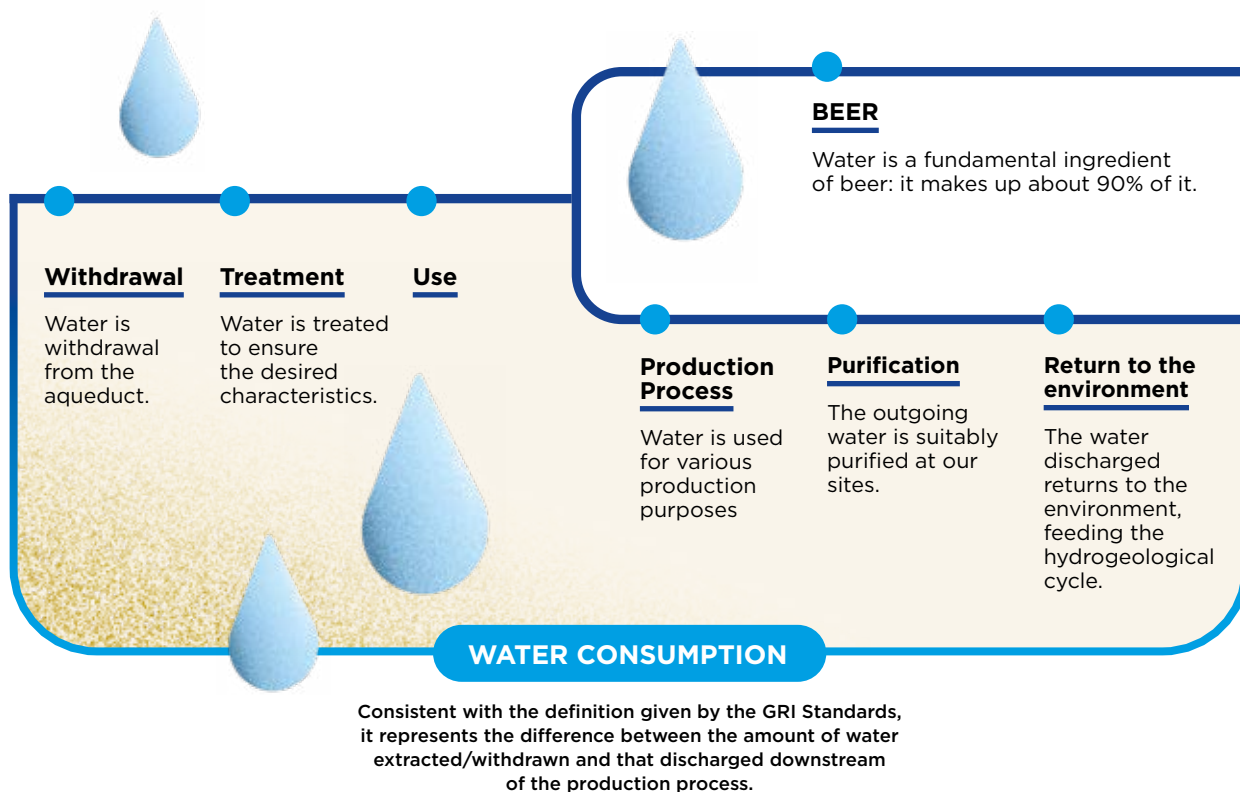 BEER
Water is a fundamental ingredient
of beer: it makes up about 90% of it.
Withdrawal
Water is
withdrawal
from the
aqueduct.
Treatment
Water is treated
to ensure
the desired
characteristics.
Use
Production
Process
Water is used
for various
production
purposes
Purification
The outgoing
water is suitably
purified at our
sites.
Return to the
environment
The water
discharged
returns to the
environment,
feeding the
hydrogeological
cycle.
WATER CONSUMPTION
Consistent with the definition given by the GRI Standards,
it represents the difference between the amount of water
extracted/withdrawn and that discharged downstream
of the production process.